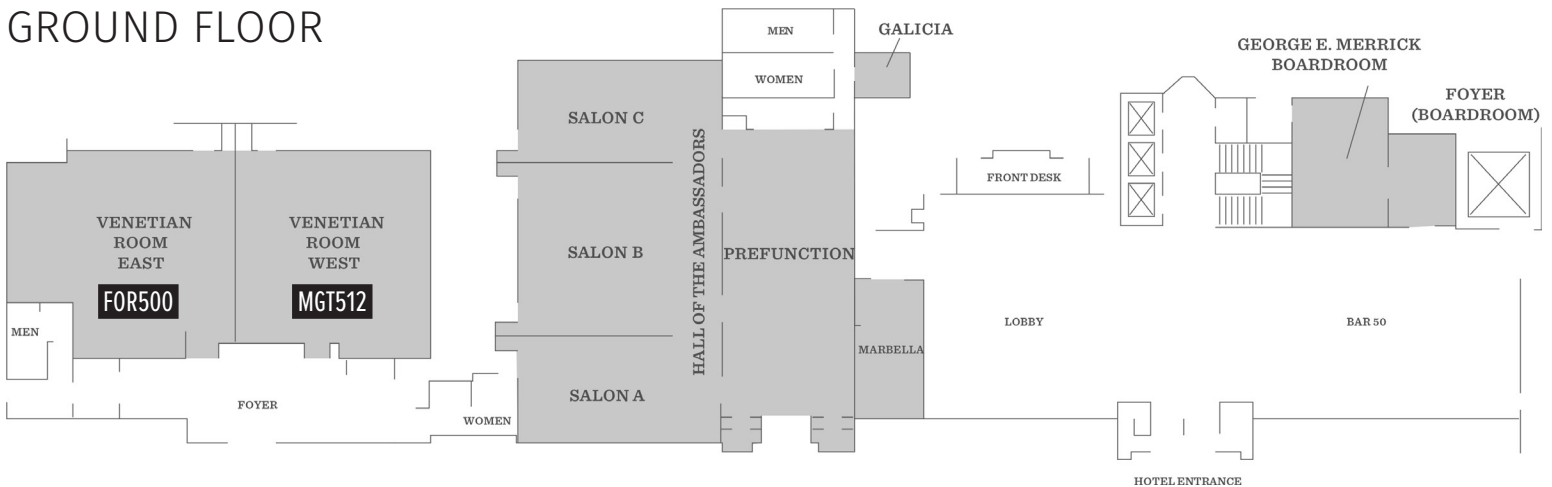 GROUND FLOOR
MEN
WOMEN
GALICIA
GEORGE E. MERRICK
BOARDROOM
FOYER
(BOARDROOM)
SALON C
HALL OF THE AMBASSADORS
FRONT DESK
VENETIAN
ROOM
EAST
FOR500
VENETIAN
ROOM
WEST
MGT512
SALON B
PREFUNCTION
MEN
LOBBY
BAR 50
MARBELLA
SALON A
FOYER
WOMEN
HOTEL ENTRANCE